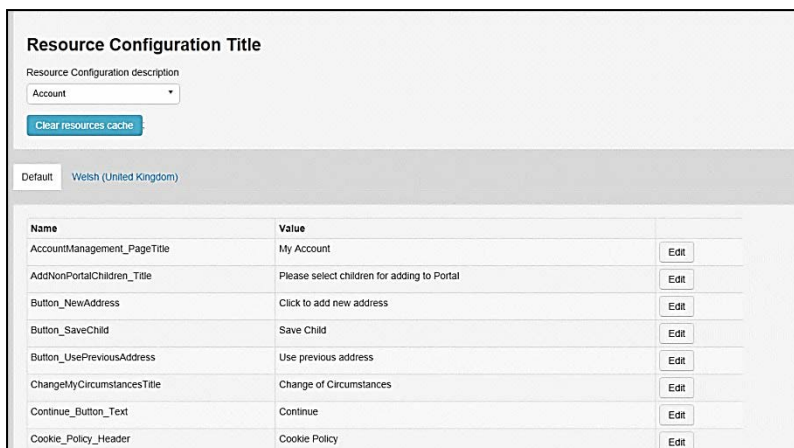 Resource Configuration Title
Resource Configuration description
Account
Clear resources cache
Default Welsh (United Kingdom)
Name Value
AccountManagement_PageTitle My Account Edit
AddNonPortalChildren_Title Please select children for adding to Portal Edit
Button_NewAddress Click to add new address Edit
Button_SaveChild Save Child Edit
Button_UsePreviousAddress Use previous address Edit
ChangeMyCircumstancesTitle Change of Circumstances Edit
Continue_Button_Text Continue Edit
Cookie_Policy_Header Cookie Policy Edit